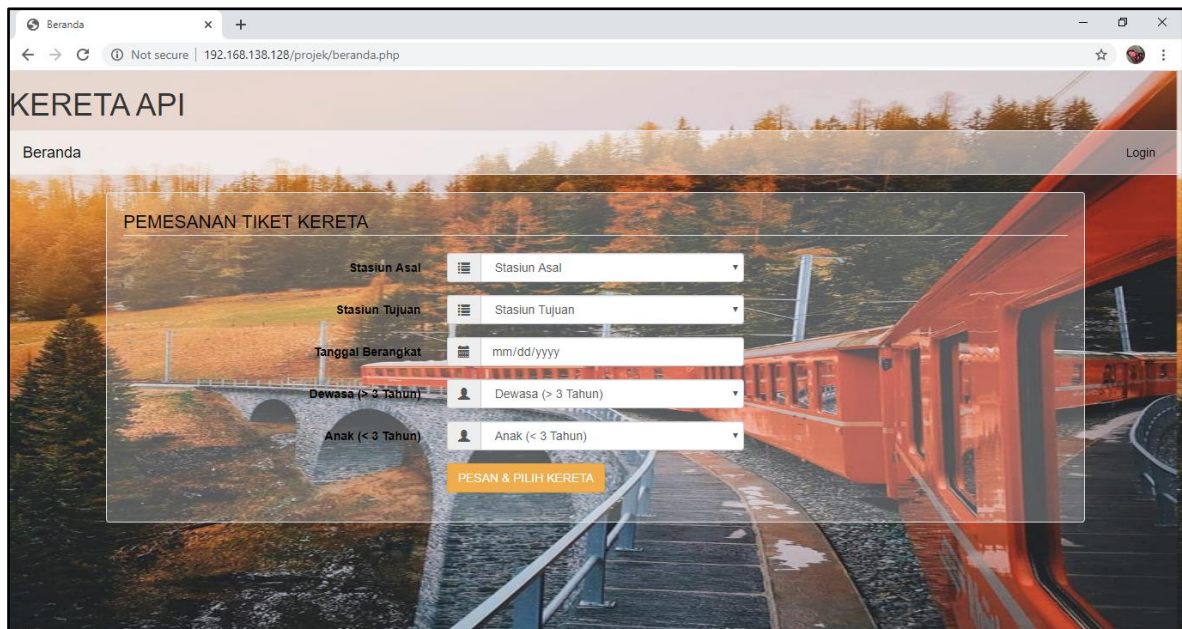 Beranda
Not secure | 192.168.138.128/projek/beranda.php
KERETA API
Beranda Login
PEMESANAN TIKET KERETA
Stasiun Asal Stasiun Asal
Stasiun Tujuan Stasiun Tujuan
Tanggal Berangkat mm/dd/yyyy
Dewasa (> 3 Tahun) Dewasa (> 3 Tahun)
Anak (< 3 Tahun) Anak (< 3 Tahun)
PESAN & PILIH KERETA